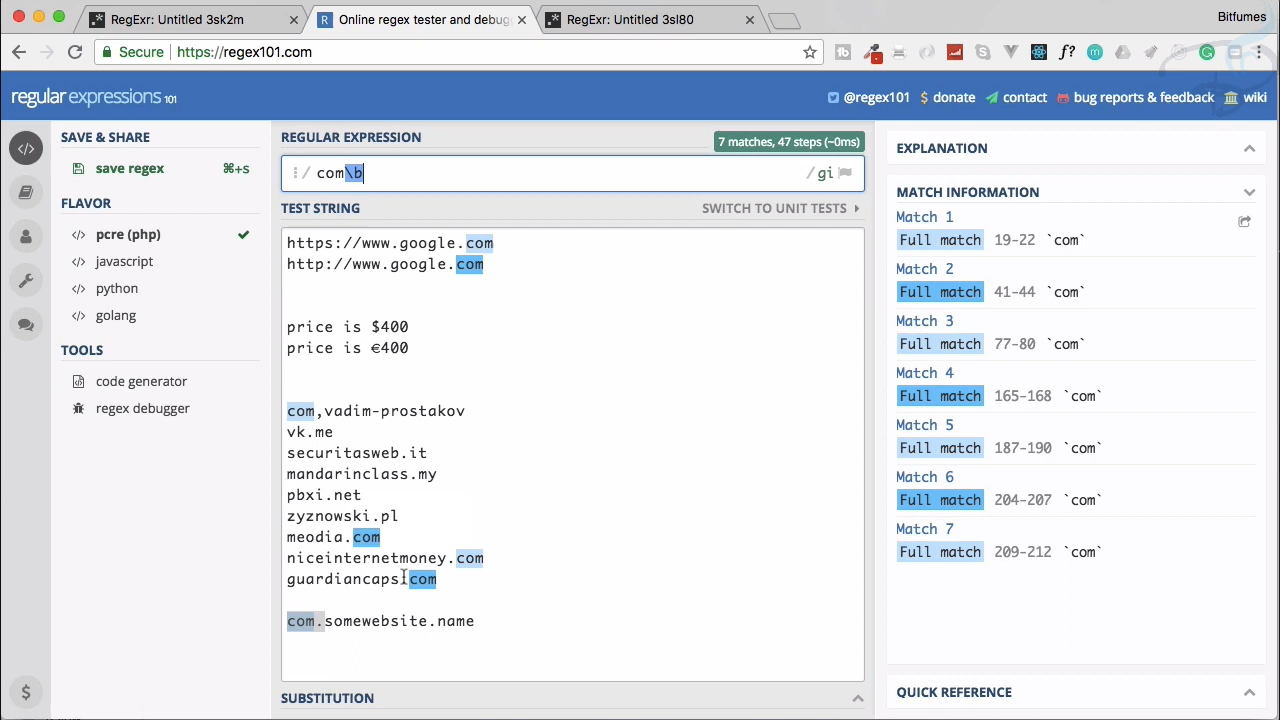 RegExr: Untitled 3sk2m
Online regex tester and debug
RegExr: Untitled 3sl80
Bitfumes
Secure
https://regex101.com
regular expressions 101
@regex101
$ donate
contact
bug reports & feedback
wiki
SAVE & SHARE
save regex ⌘+S
FLAVOR
</> pcre (php)
</> javascript
</> python
</> golang
TOOLS
code generator
regex debugger
REGULAR EXPRESSION
7 matches, 47 steps (~0ms)
/ com\b / gi
TEST STRING
SWITCH TO UNIT TESTS
https://www.google.com
http://www.google.com
price is $400
price is €400
com,vadim-prostakov
vk.me
securitasweb.it
mandarinclass.my
pbxi.net
zyznowski.pl
meodia.com
niceinternetmoney.com
guardiancaps.com
com.somewebsite.name
SUBSTITUTION
EXPLANATION
MATCH INFORMATION
Match 1
Full match 19-22 `com`
Match 2
Full match 41-44 `com`
Match 3
Full match 77-80 `com`
Match 4
Full match 165-168 `com`
Match 5
Full match 187-190 `com`
Match 6
Full match 204-207 `com`
Match 7
Full match 209-212 `com`
QUICK REFERENCE